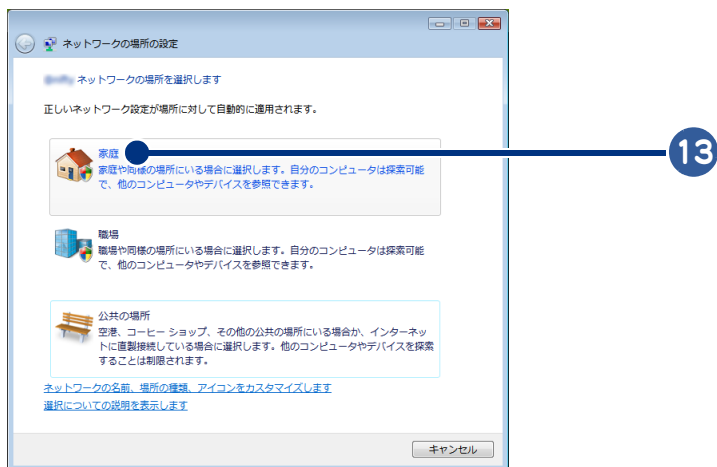 ネットワークの場所の設定
ネットワークの場所を選択します
正しいネットワーク設定が場所に対して自動的に適用されます。
家庭
13
家庭や同様の場所にいる場合に選択します。自分のコンピュータは探索可能
で、他のコンピュータやデバイスを参照できます。
職場
職場や同様の場所にいる場合に選択します。自分のコンピュータは探索可能
で、他のコンピュータやデバイスを参照できます。
公共の場所
空港、コーヒー ショップ、その他の公共の場所にいる場合か、インターネッ
トに直製接続している場合に選択します。他のコンピュータやデバイスを探索
することは制限されます。
ネットワークの名前、場所の種類、アイコンをカスタマイズします
選択についての説明を表示します
キャンセル